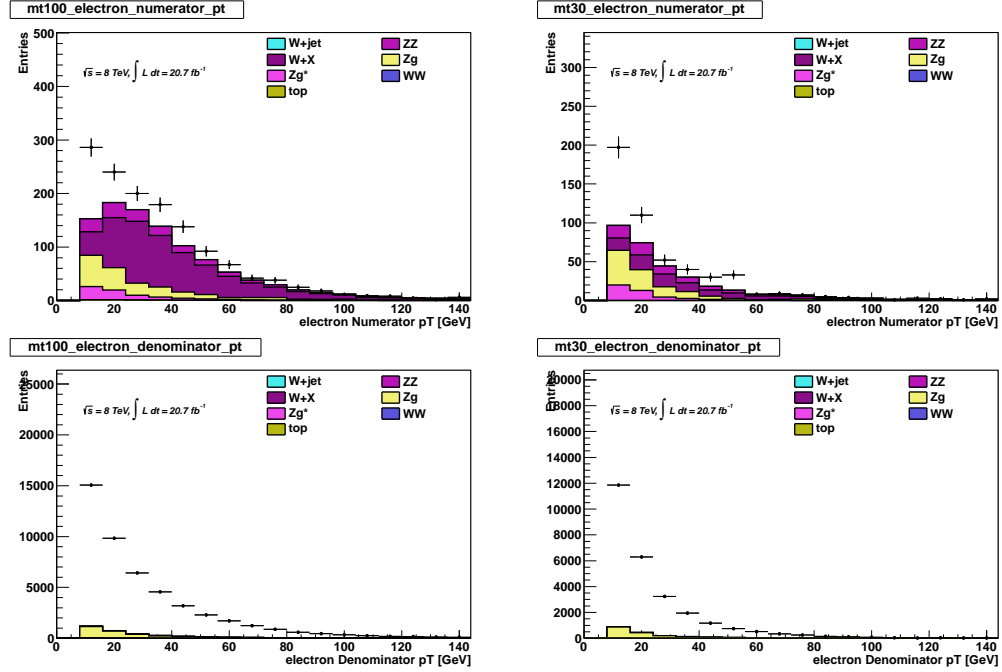 mt100_electron_numerator_pt
Entries
500
400
300
200
100
0
√s = 8 TeV, ∫ L dt = 20.7 fb⁻¹
W+jet
ZZ
W+X
Zg
Zg*
WW
top
0 20 40 60 80 100 120 140
electron Numerator pT [GeV]
mt30_electron_numerator_pt
Entries
300
250
200
150
100
50
0
√s = 8 TeV, ∫ L dt = 20.7 fb⁻¹
W+jet
ZZ
W+X
Zg
Zg*
WW
top
0 20 40 60 80 100 120 140
electron Numerator pT [GeV]
mt100_electron_denominator_pt
Entries
25000
20000
15000
10000
5000
0
√s = 8 TeV, ∫ L dt = 20.7 fb⁻¹
W+jet
ZZ
W+X
Zg
Zg*
WW
top
0 20 40 60 80 100 120 140
electron Denominator pT [GeV]
mt30_electron_denominator_pt
Entries
20000
18000
16000
14000
12000
10000
8000
6000
4000
2000
0
√s = 8 TeV, ∫ L dt = 20.7 fb⁻¹
W+jet
ZZ
W+X
Zg
Zg*
WW
top
0 20 40 60 80 100 120 140
electron Denominator pT [GeV]